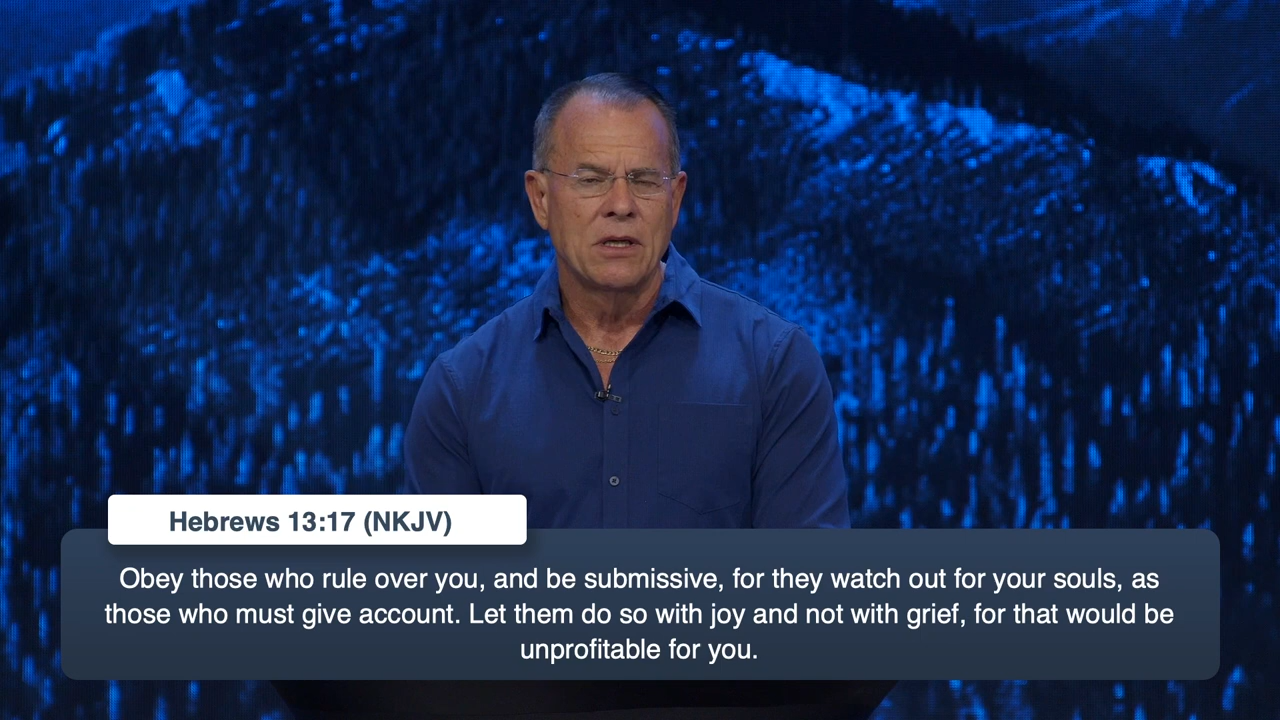 Hebrews 13:17 (NKJV)
Obey those who rule over you, and be submissive, for they watch out for your souls, as
those who must give account. Let them do so with joy and not with grief, for that would be
unprofitable for you.